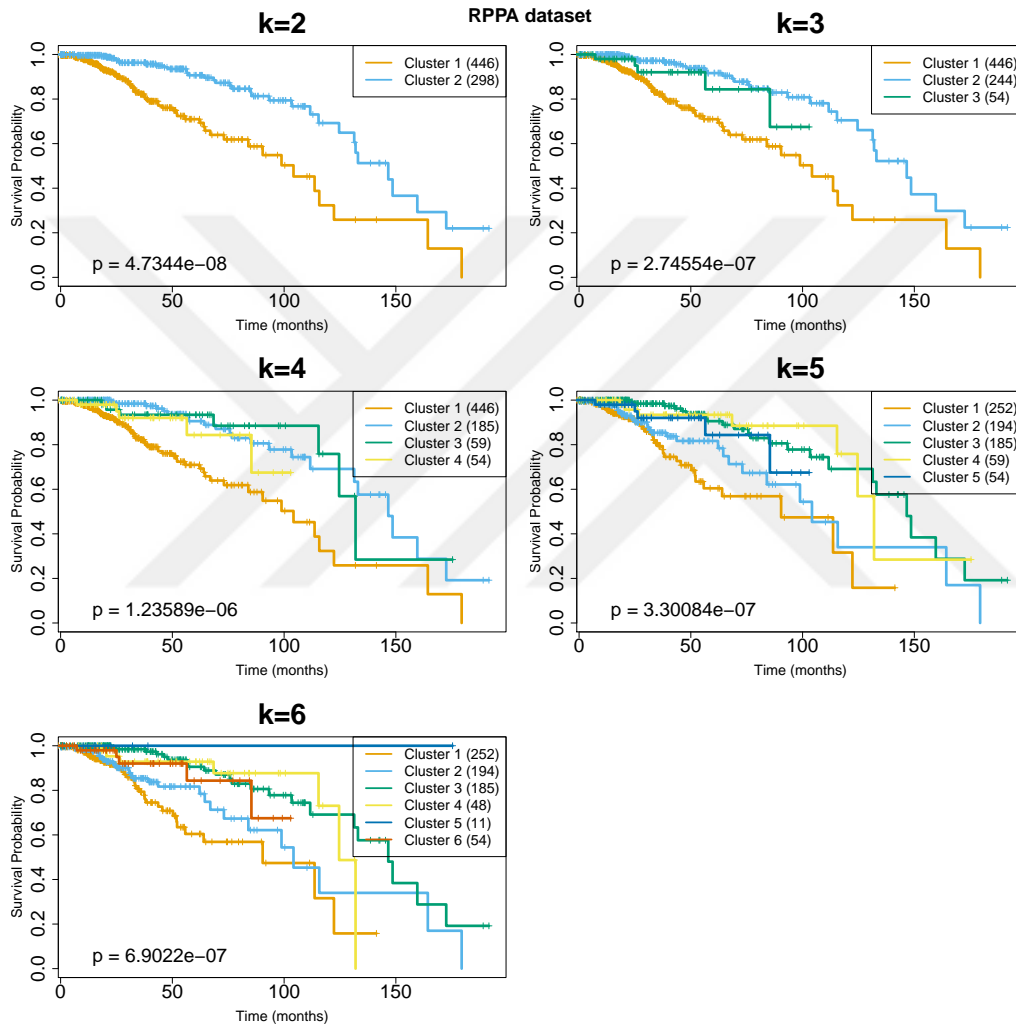 RPPA dataset
k=2
Survival Probability
0.0 0.2 0.4 0.6 0.8 1.0
Cluster 1 (446)
Cluster 2 (298)
p = 4.7344e−08
0 50 100 150
Time (months)
k=3
Survival Probability
0.0 0.2 0.4 0.6 0.8 1.0
Cluster 1 (446)
Cluster 2 (244)
Cluster 3 (54)
p = 2.74554e−07
0 50 100 150
Time (months)
k=4
Survival Probability
0.0 0.2 0.4 0.6 0.8 1.0
Cluster 1 (446)
Cluster 2 (185)
Cluster 3 (59)
Cluster 4 (54)
p = 1.23589e−06
0 50 100 150
Time (months)
k=5
Survival Probability
0.0 0.2 0.4 0.6 0.8 1.0
Cluster 1 (252)
Cluster 2 (194)
Cluster 3 (185)
Cluster 4 (59)
Cluster 5 (54)
p = 3.30084e−07
0 50 100 150
Time (months)
k=6
Survival Probability
0.0 0.2 0.4 0.6 0.8 1.0
Cluster 1 (252)
Cluster 2 (194)
Cluster 3 (185)
Cluster 4 (48)
Cluster 5 (11)
Cluster 6 (54)
p = 6.9022e−07
0 50 100 150
Time (months)